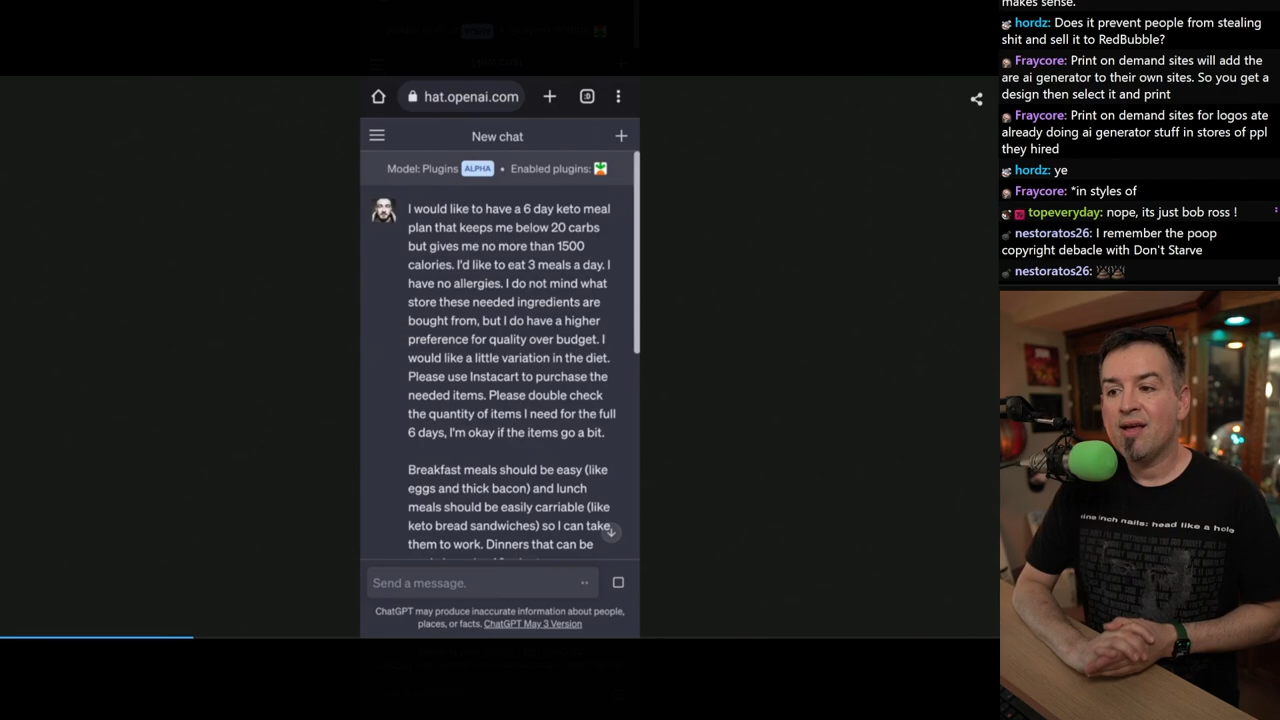 hat.openai.com
New chat
Model: Plugins ALPHA • Enabled plugins:
I would like to have a 6 day keto meal
plan that keeps me below 20 carbs
but gives me no more than 1500
calories. I'd like to eat 3 meals a day. I
have no allergies. I do not mind what
store these needed ingredients are
bought from, but I do have a higher
preference for quality over budget. I
would like a little variation in the diet.
Please use Instacart to purchase the
needed items. Please double check
the quantity of items I need for the full
6 days, I'm okay if the items go a bit.
Breakfast meals should be easy (like
eggs and thick bacon) and lunch
meals should be easily carriable (like
keto bread sandwiches) so I can take
them to work. Dinners that can be
Send a message.
ChatGPT may produce inaccurate information about people,
places, or facts. ChatGPT May 3 Version
makes sense.
hordz: Does it prevent people from stealing
shit and sell it to RedBubble?
Fraycore: Print on demand sites will add the
are ai generator to their own sites. So you get a
design then select it and print
Fraycore: Print on demand sites for logos ate
already doing ai generator stuff in stores of ppl
they hired
hordz: ye
Fraycore: *in styles of
topeveryday: nope, its just bob ross !
nestoratos26: I remember the poop
copyright debacle with Don't Starve
nestoratos26:
nine inch nails: head like a hole